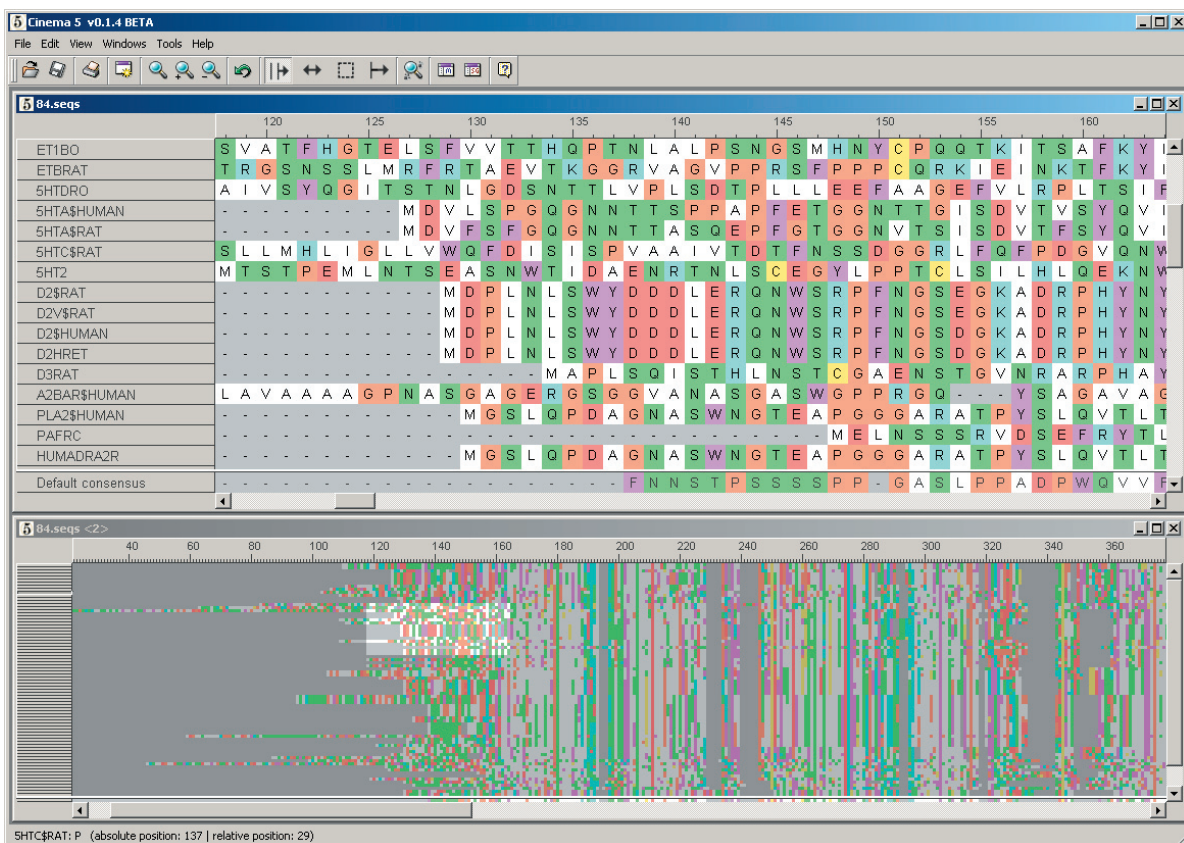 5 Cinema 5 v0.1.4 BETA
File Edit View Windows Tools Help
5 84.seqs
120 125 130 135 140 145 150 155 160
ET1BO S V A T F H G T E L S F V V T T H Q P T N L A L P S N G S M H N Y C P Q Q T K I T S A F K Y I
ETBRAT T R G S N S S L M R F R T A E V T K G G R V A G V P P R S F P P P C Q R K I E I N K T F K Y I
5HTDRO A I V S Y Q G I T S T N L G D S N T T L V P L S D T P L L L E E F A A G E F V L R P L T S I F
5HTA$HUMAN - - - - - - - - - M D V L S P G Q G N N T T S P P A P F E T G G N T T G I S D V T V S Y Q V I
5HTA$RAT - - - - - - - - - M D V F S F G Q G N N T T A S Q E P F G T G G N V T S I S D V T F S Y Q V I
5HTC$RAT S L L M H L I G L L V W Q F D I S I S P V A A I V T D T F N S S D G G R L F Q F P D G V Q N W
5HT2 M T S T P E M L N T S E A S N W T I D A E N R T N L S C E G Y L P P T C L S I L H L Q E K N W
D2$RAT - - - - - - - - - - - M D P L N L S W Y D D D L E R Q N W S R P F N G S E G K A D R P H Y N Y
D2V$RAT - - - - - - - - - - - M D P L N L S W Y D D D L E R Q N W S R P F N G S E G K A D R P H Y N Y
D2$HUMAN - - - - - - - - - - - M D P L N L S W Y D D D L E R Q N W S R P F N G S D G K A D R P H Y N Y
D2HRET - - - - - - - - - - - M D P L N L S W Y D D D L E R Q N W S R P F N G S D G K A D R P H Y N Y
D3RAT - - - - - - - - - - - - - - - - M A P L S Q I S T H L N S T C G A E N S T G V N R A R P H A Y
A2BAR$HUMAN L A V A A A A G P N A S G A G E R G S G G V A N A S G A S W G P P R G Q - - - Y S A G A V A G
PLA2$HUMAN - - - - - - - - - - - - M G S L Q P D A G N A S W N G T E A P G G G A R A T P Y S L Q V T L T
PAFRC - - - - - - - - - - - - - - - - - - - - - - - - - - - - - - M E L N S S S R V D S E F R Y T L
HUMADRA2R - - - - - - - - - - - - M G S L Q P D A G N A S W N G T E A P G G G A R A T P Y S L Q V T L T
Default consensus - - - - - - - - - - - - - - - - - - - - F N N S T P S S S S P P - G A S L P P A D P W Q V V F
5 84.seqs <2>
40 60 80 100 120 140 160 180 200 220 240 260 280 300 320 340 360
5HTC$RAT: P (absolute position: 137 | relative position: 29)